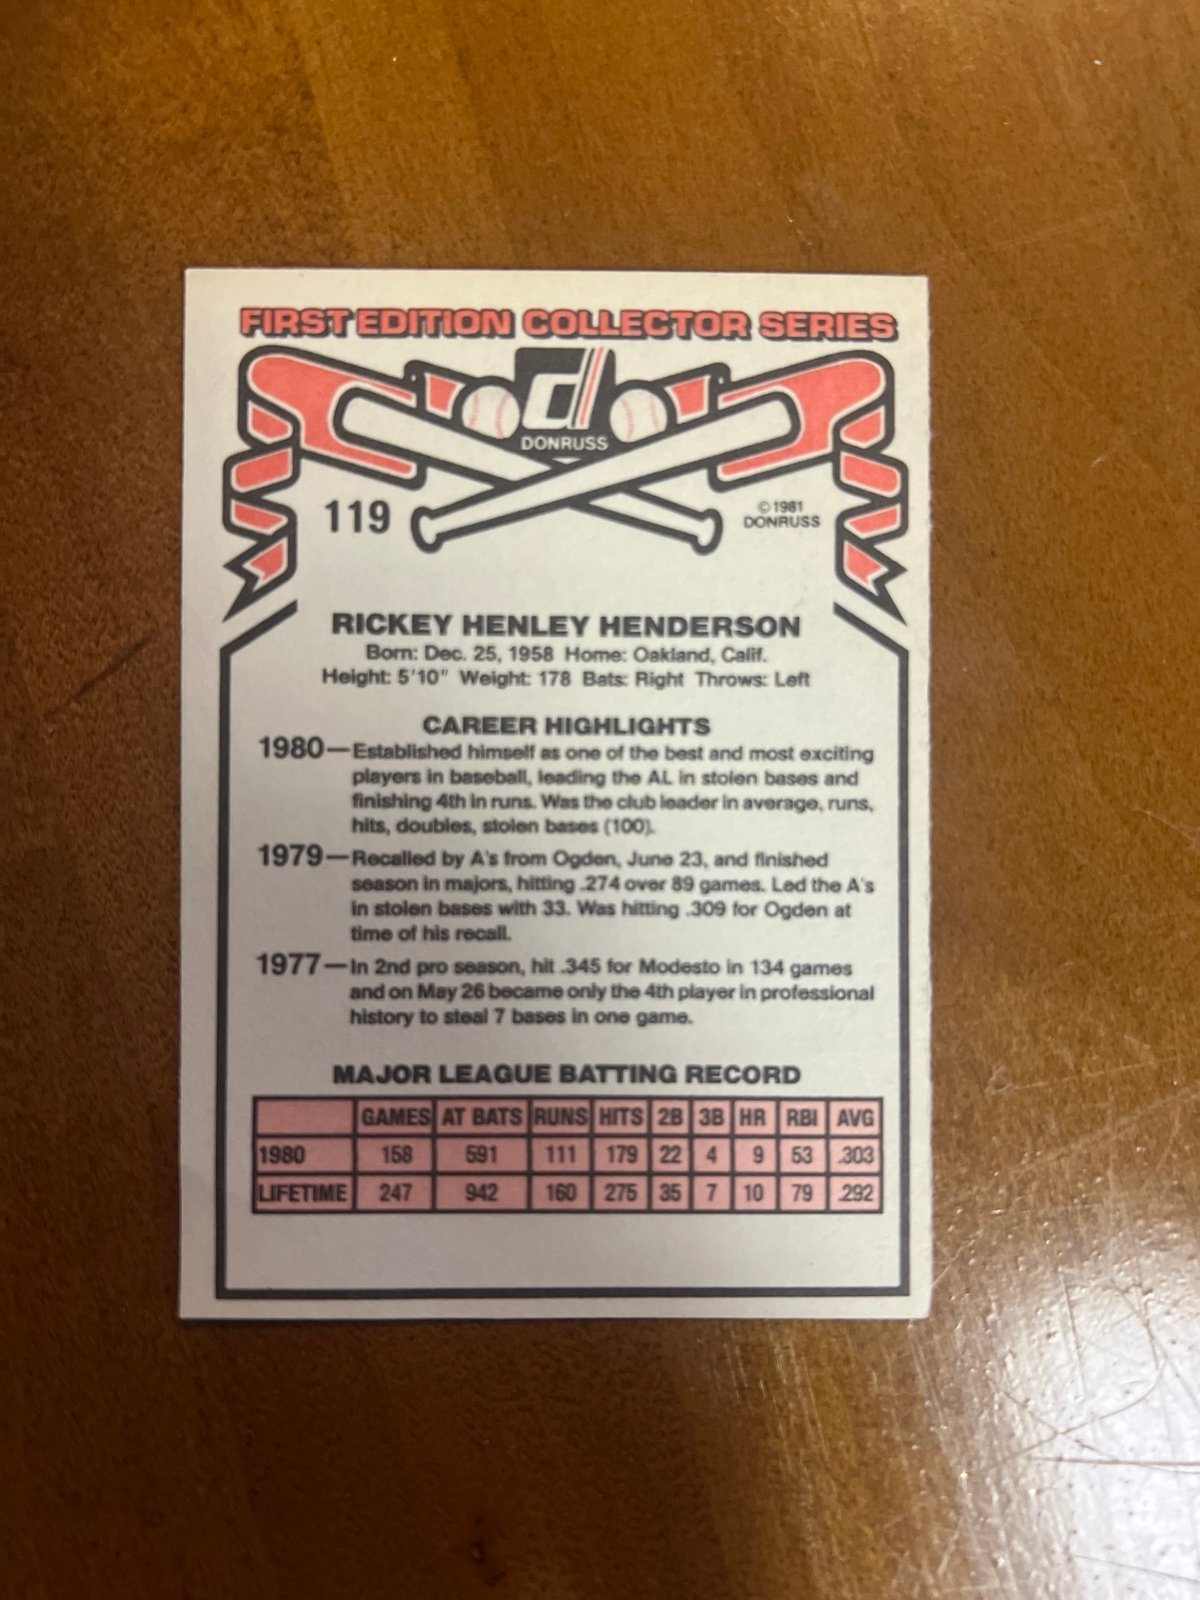 FIRST EDITION COLLECTOR SERIES
d
DONRUSS
119
©1981
DONRUSS
RICKEY HENLEY HENDERSON
Born: Dec. 25, 1958 Home: Oakland, Calif.
Height: 5'10" Weight: 178 Bats: Right Throws: Left
CAREER HIGHLIGHTS
1980—Established himself as one of the best and most exciting
players in baseball, leading the AL in stolen bases and
finishing 4th in runs. Was the club leader in average, runs,
hits, doubles, stolen bases (100).
1979—Recalled by A's from Ogden, June 23, and finished
season in majors, hitting .274 over 89 games. Led the A's
in stolen bases with 33. Was hitting .309 for Ogden at
time of his recall.
1977—In 2nd pro season, hit .345 for Modesto in 134 games
and on May 26 became only the 4th player in professional
history to steal 7 bases in one game.
MAJOR LEAGUE BATTING RECORD
GAMES AT BATS RUNS HITS 2B 3B HR RBI AVG
1980 158 591 111 179 22 4 9 53 .303
LIFETIME 247 942 160 275 35 7 10 79 .292